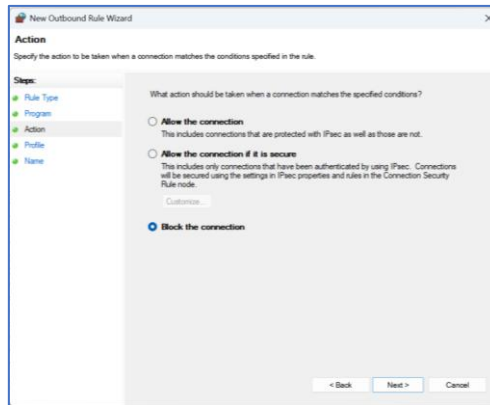 New Outbound Rule Wizard
Action
Specify the action to be taken when a connection matches the conditions specified in the rule.
Steps:
Rule Type
Program
Action
Profile
Name
What action should be taken when a connection matches the specified conditions?
Allow the connection
This includes connections that are protected with IPsec as well as those are not.
Allow the connection if it is secure
This includes only connections that have been authenticated by using IPsec. Connections
will be secured using the settings in IPsec properties and rules in the Connection Security
Rule node.
Customize...
Block the connection
< Back
Next >
Cancel